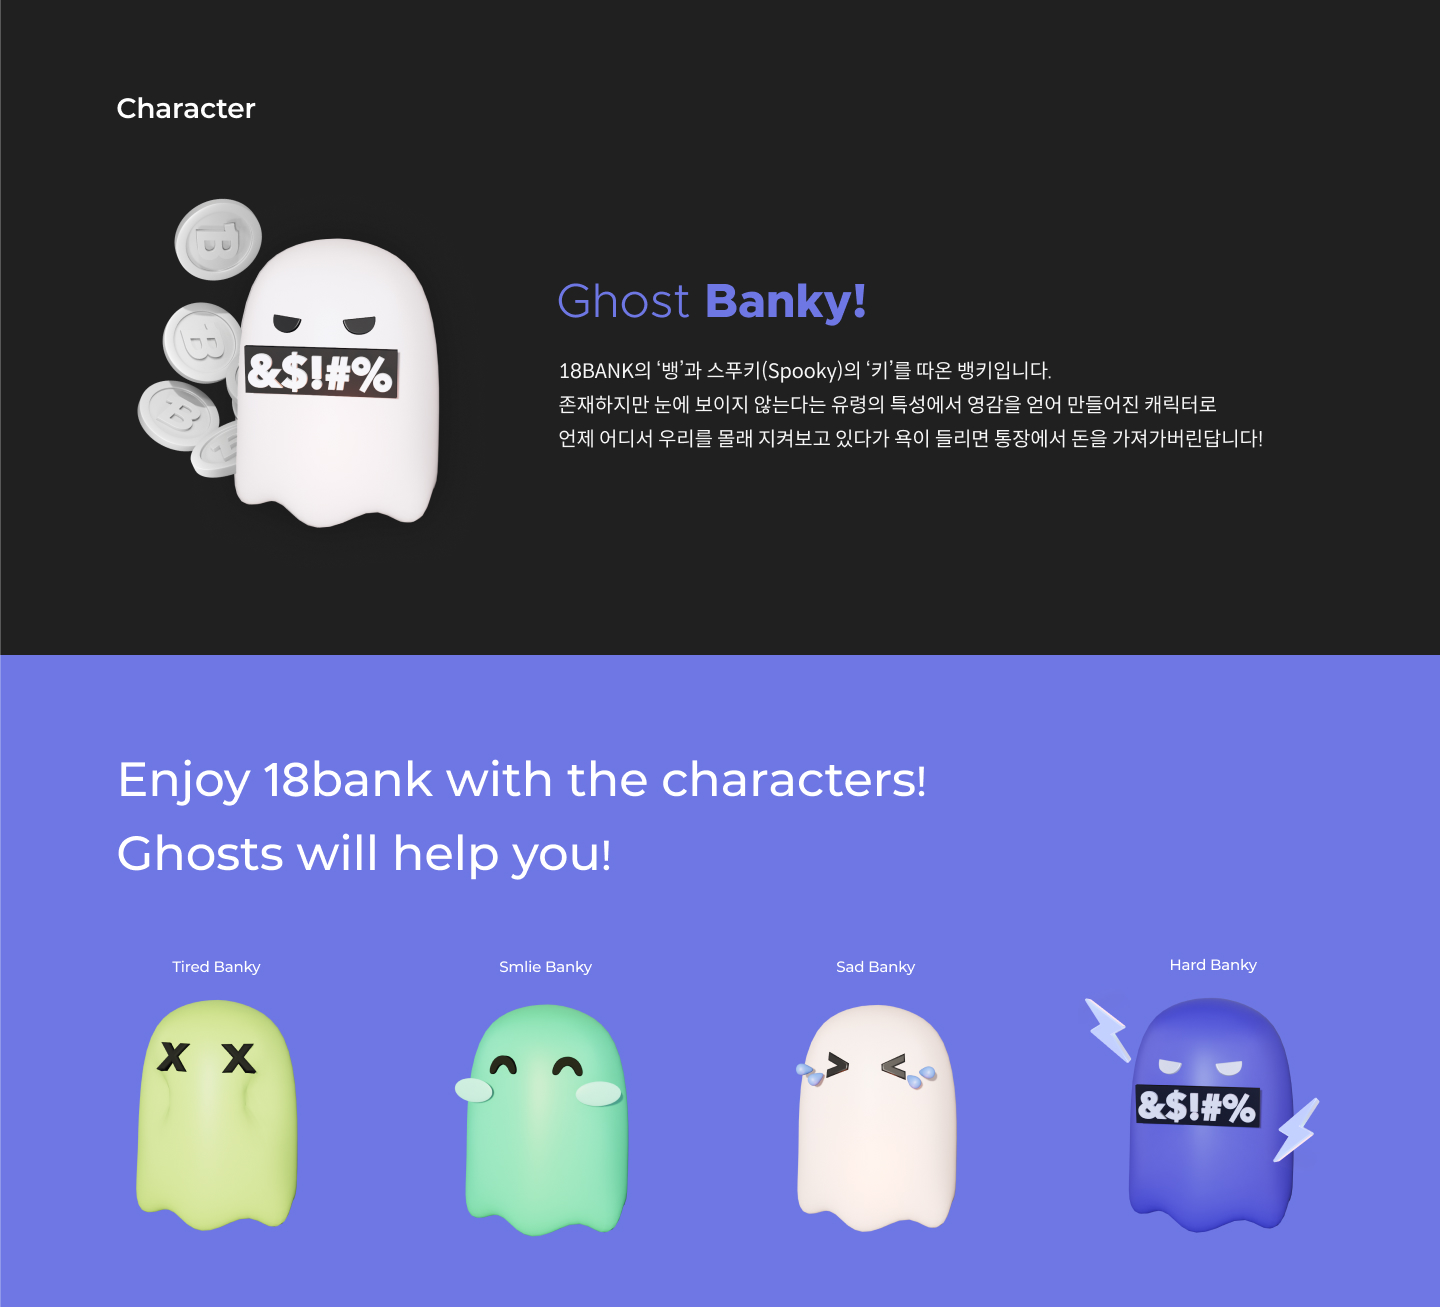 Character
B
B
B
&$!#%
Ghost Banky!
18BANK의 ‘뱅’과 스푸키(Spooky)의 ‘키’를 따온 뱅키입니다.
존재하지만 눈에 보이지 않는다는 유령의 특성에서 영감을 얻어 만들어진 캐릭터로
언제 어디서 우리를 몰래 지켜보고 있다가 욕이 들리면 통장에서 돈을 가져가버린답니다!
Enjoy 18bank with the characters!
Ghosts will help you!
Tired Banky
Smlie Banky
Sad Banky
Hard Banky
X X
> <
&$!#%